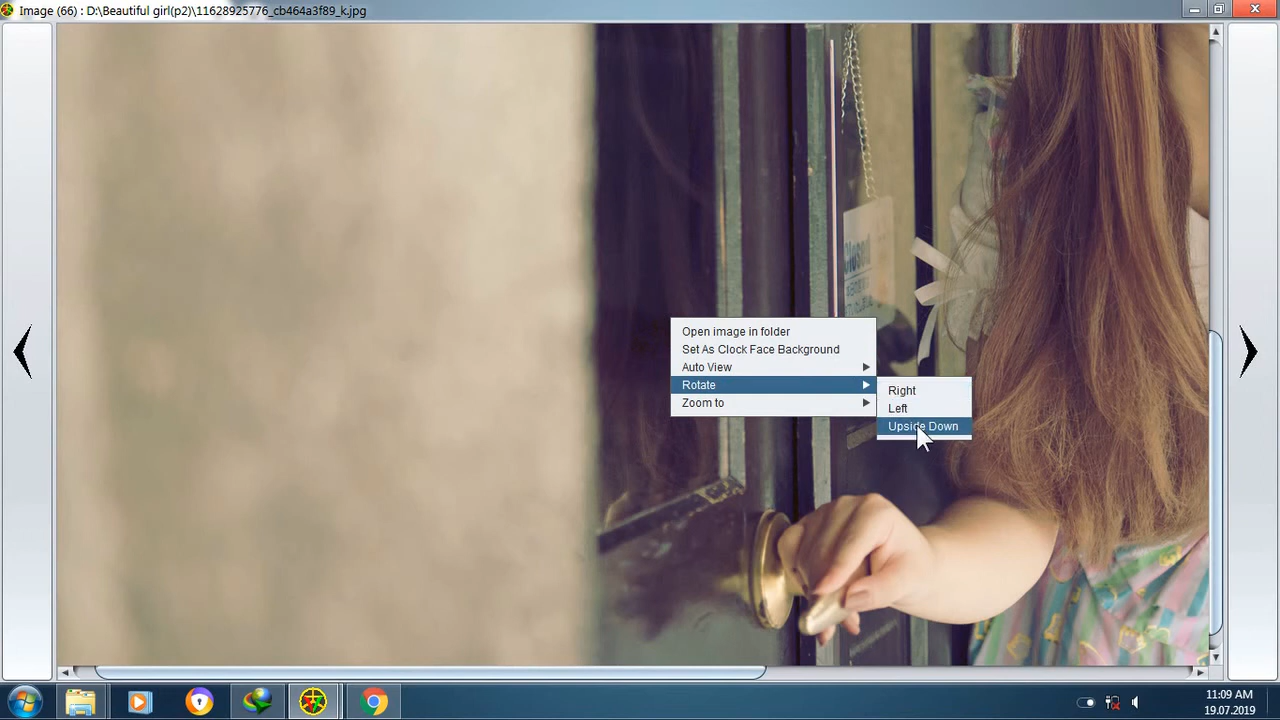 Image (66) : D:\Beautiful girl(p2)\11628925776_cb464a3f89_k.jpg
Closed
Open image in folder
Set As Clock Face Background
Auto View
Rotate
Zoom to
Right
Left
Upside Down
11:09 AM
19.07.2019